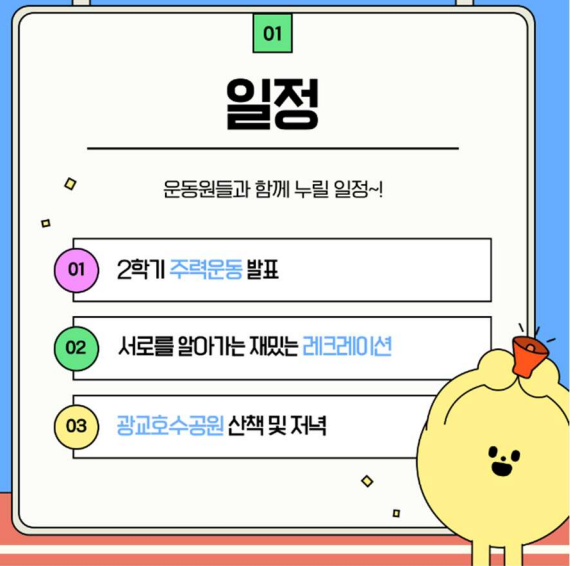 01
일정
운동원들과 함께 누릴 일정~!
01 2학기 주력운동 발표
02 서로를 알아가는 재밌는 레크레이션
03 광교호수공원 산책 및 저녁